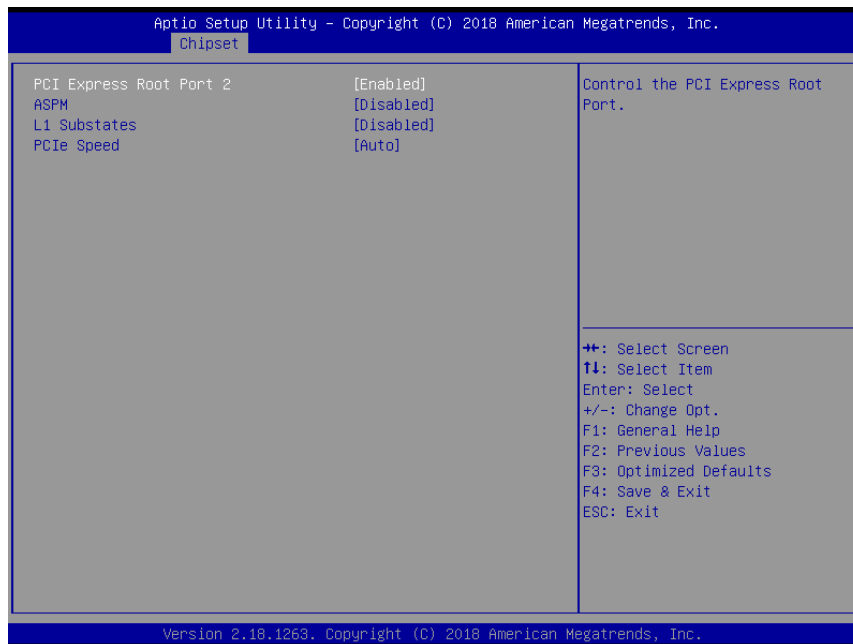 Aptio Setup Utility – Copyright (C) 2018 American Megatrends, Inc.
Chipset
PCI Express Root Port 2 [Enabled]
ASPM [Disabled]
L1 Substates [Disabled]
PCIe Speed [Auto]
Control the PCI Express Root
Port.
→←: Select Screen
↑↓: Select Item
Enter: Select
+/-: Change Opt.
F1: General Help
F2: Previous Values
F3: Optimized Defaults
F4: Save & Exit
ESC: Exit
Version 2.18.1263. Copyright (C) 2018 American Megatrends, Inc.